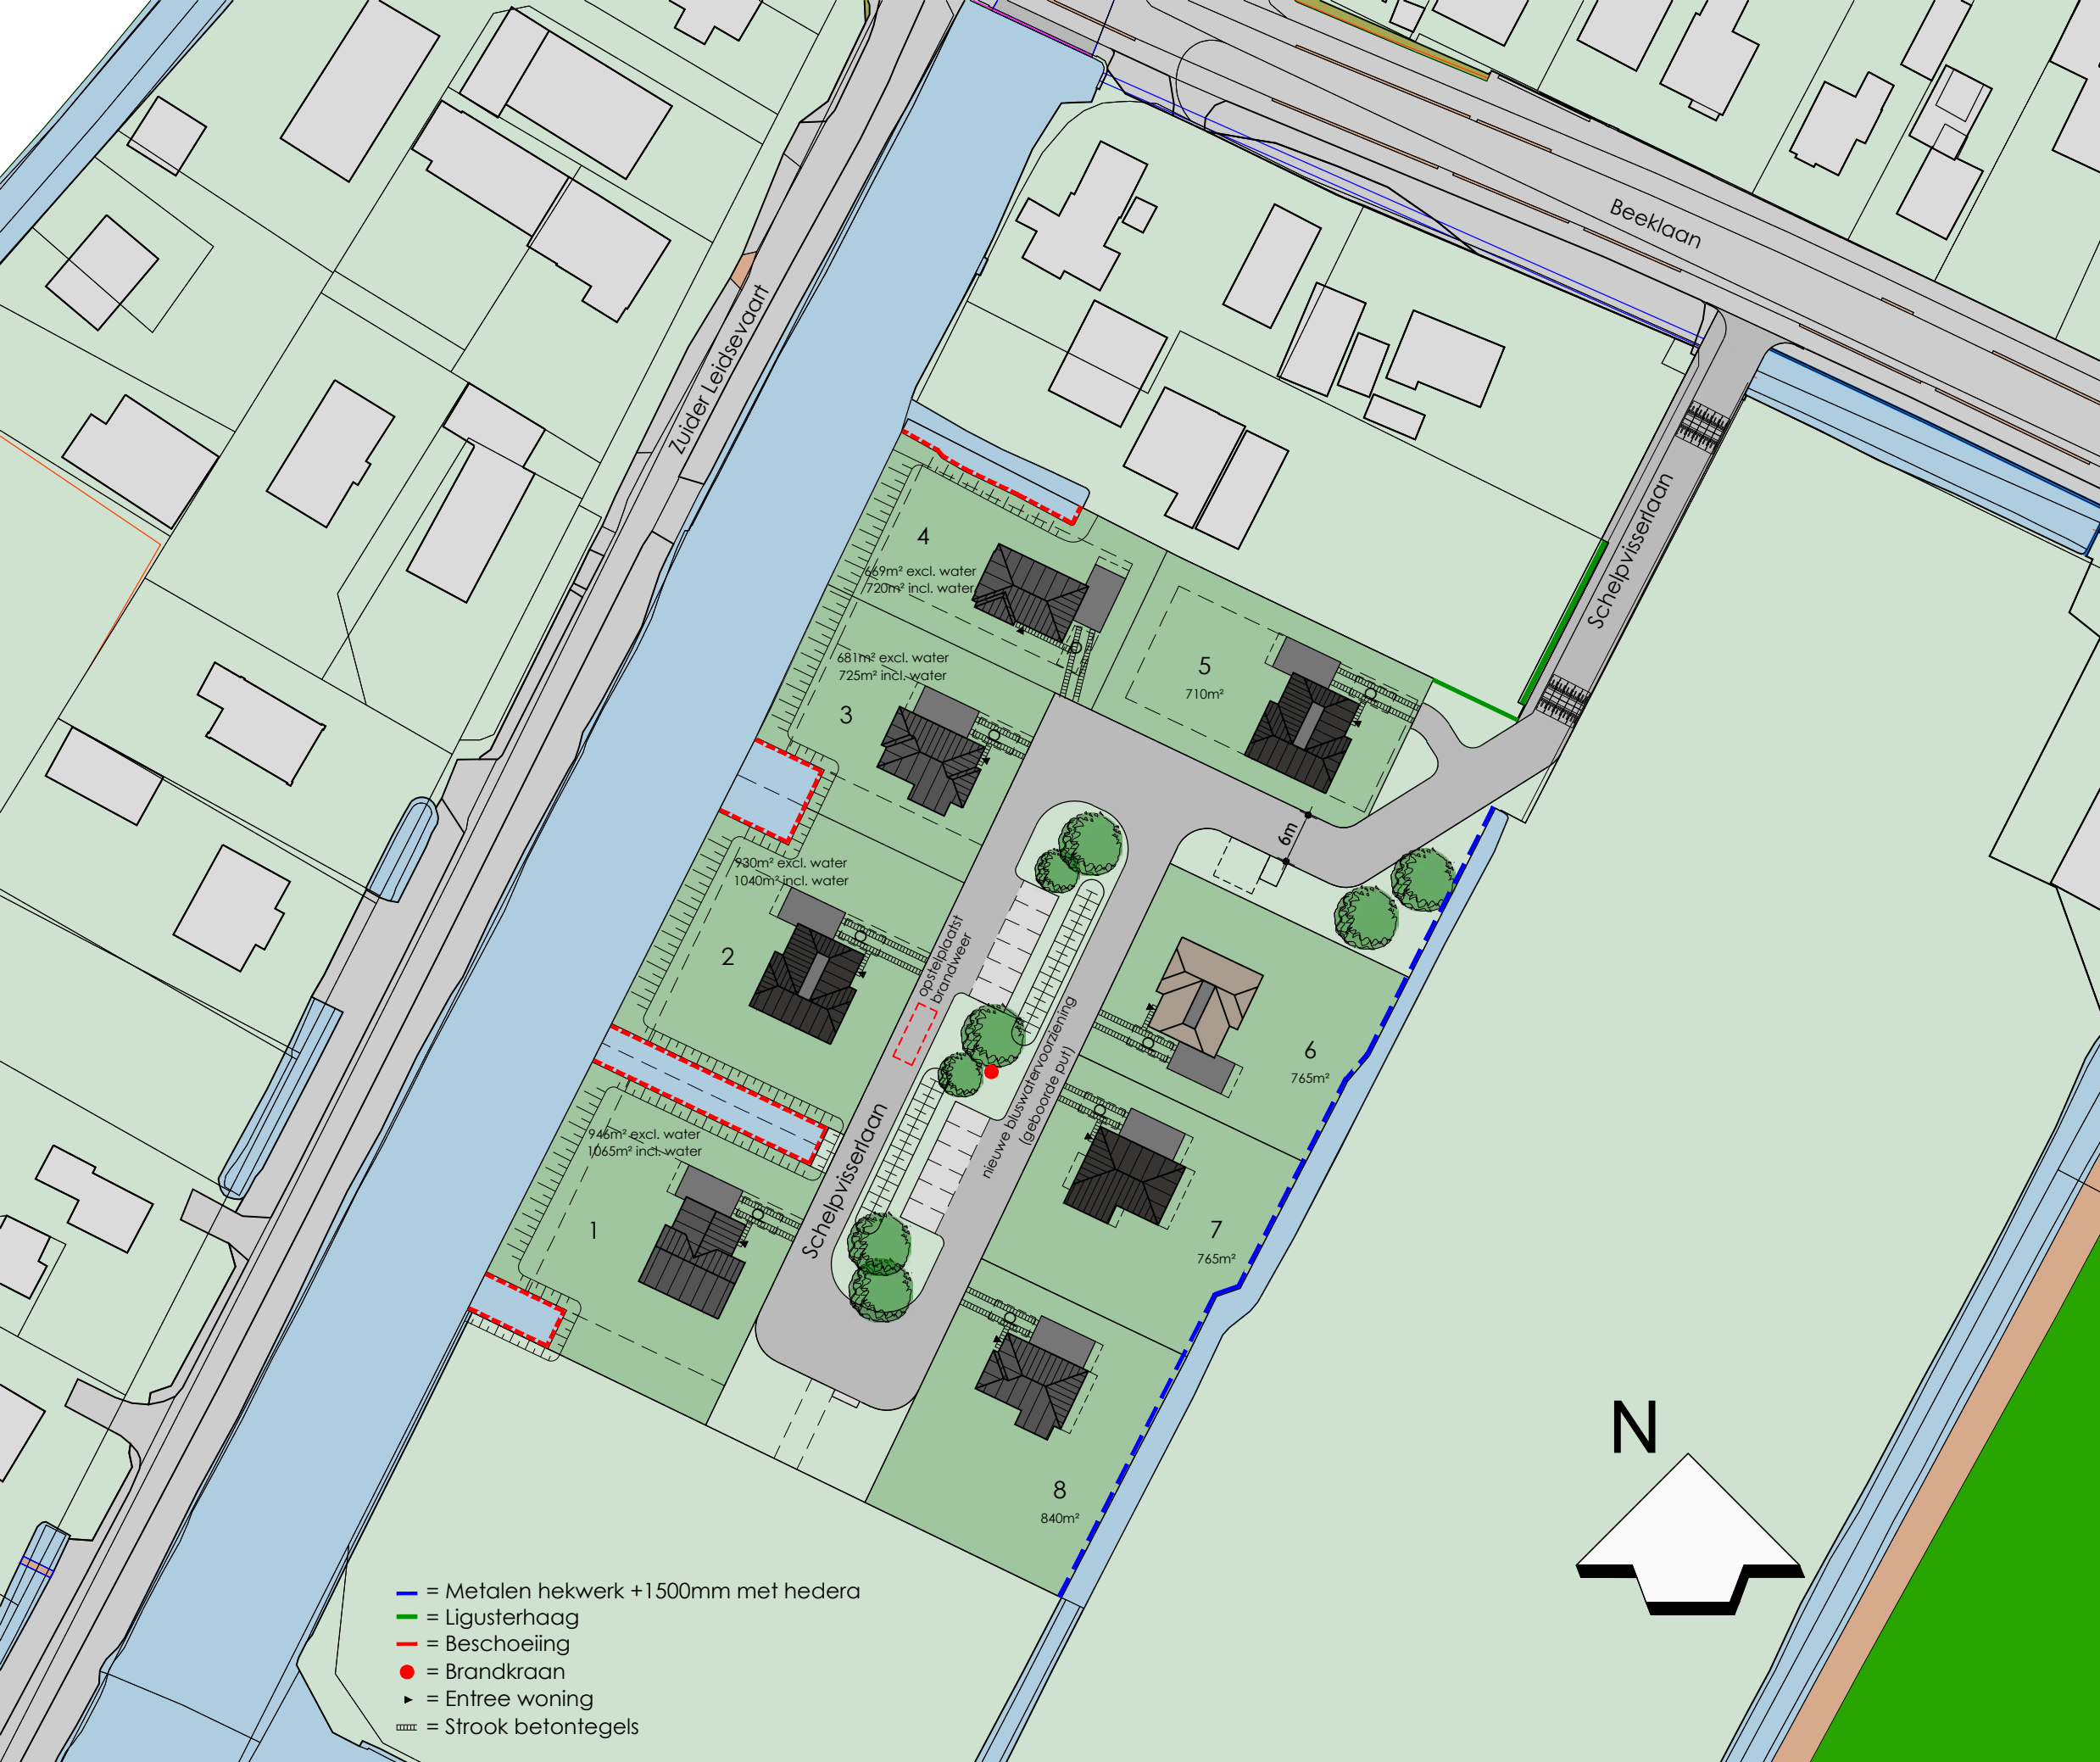 Beeklaan
Zuider Leidsevaart
Schelpvisserlaan
4
669m² excl. water
720m² incl. water
681m² excl. water
725m² incl. water
3
5
710m²
6m
930m² excl. water
1040m² incl. water
2
opstelplaatst
brandweer
nieuwe bluswatervoorziening
(geboorde put)
6
765m²
946m² excl. water
1065m² incl. water
1
Schelpvisserlaan
7
765m²
8
840m²
N
= Metalen hekwerk +1500mm met hedera
= Ligusterhaag
= Beschoeiing
= Brandkraan
= Entree woning
= Strook betontegels